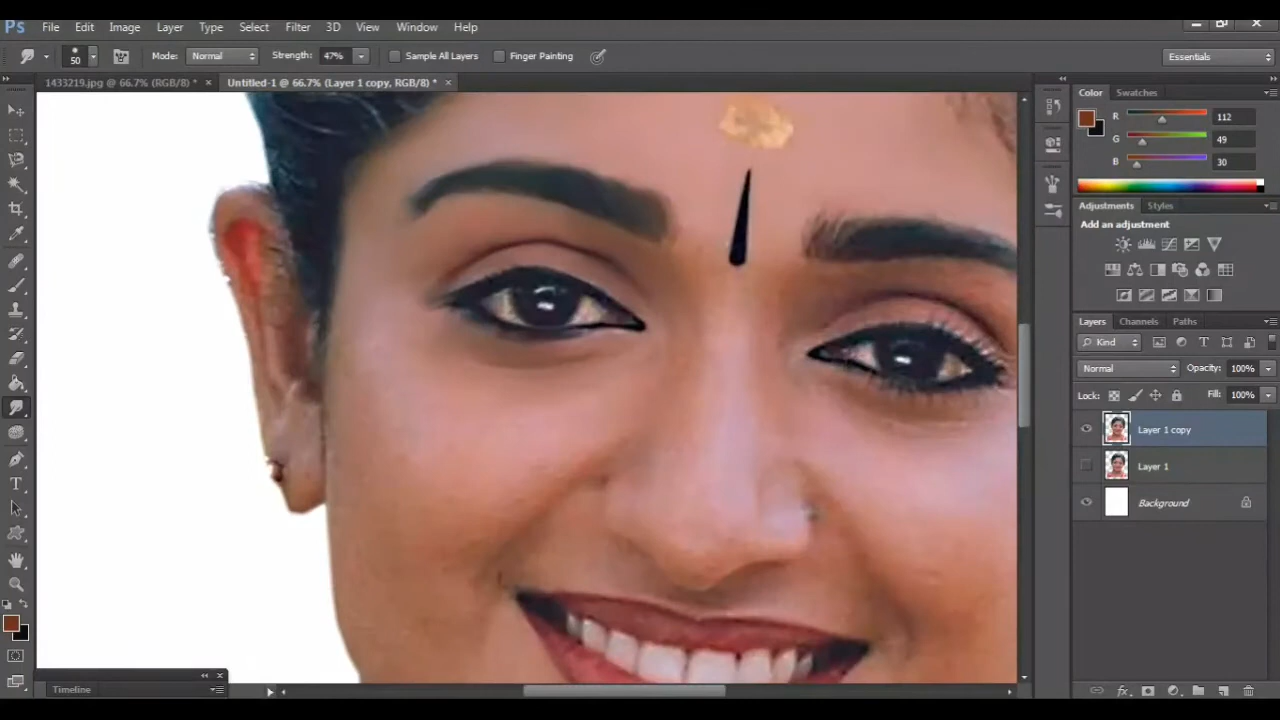 Ps File Edit Image Layer Type Select Filter 3D View Window Help
50 Mode: Normal Strength: 47% Sample All Layers Finger Painting Essentials
1433219.jpg @ 66.7% (RGB/8) * × Untitled-1 @ 66.7% (Layer 1 copy, RGB/8) * ×
Color Swatches
R 112
G 49
B 30
Adjustments Styles
Add an adjustment
Layers Channels Paths
Kind
Normal Opacity: 100%
Lock: Fill: 100%
Layer 1 copy
Layer 1
Background
Timeline